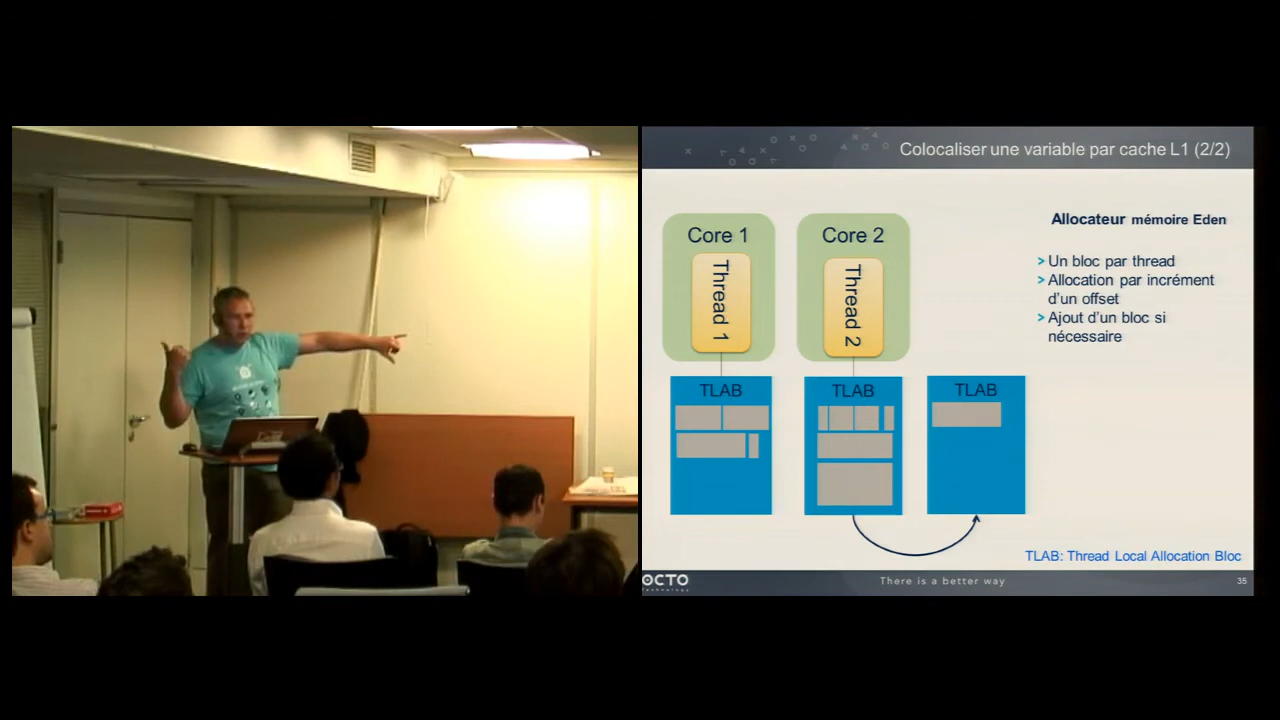 Colocaliser une variable par cache L1 (2/2)
Core 1
Core 2
Thread 1
Thread 2
TLAB
TLAB
TLAB
Allocateur mémoire Eden
> Un bloc par thread
> Allocation par incrément
d'un offset
> Ajout d'un bloc si
nécessaire
TLAB: Thread Local Allocation Bloc
OCTO
Technology
There is a better way
35